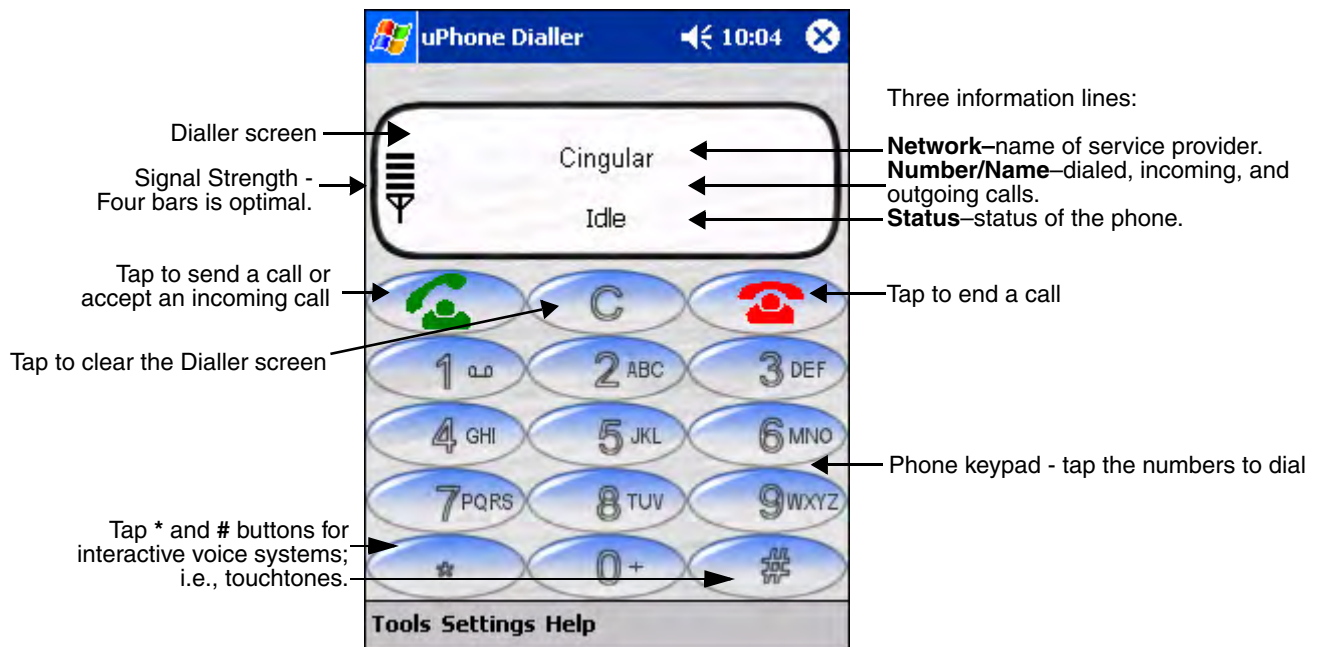 uPhone Dialler 10:04
Dialler screen
Signal Strength -
Four bars is optimal.
Cingular
Idle
Three information lines:
Network–name of service provider.
Number/Name–dialed, incoming, and
outgoing calls.
Status–status of the phone.
Tap to send a call or
accept an incoming call
C
Tap to end a call
Tap to clear the Dialler screen
1
2 ABC
3 DEF
4 GHI
5 JKL
6 MNO
Phone keypad - tap the numbers to dial
7 PQRS
8 TUV
9 WXYZ
Tap * and # buttons for
interactive voice systems;
i.e., touchtones.
*
0 +
#
Tools Settings Help